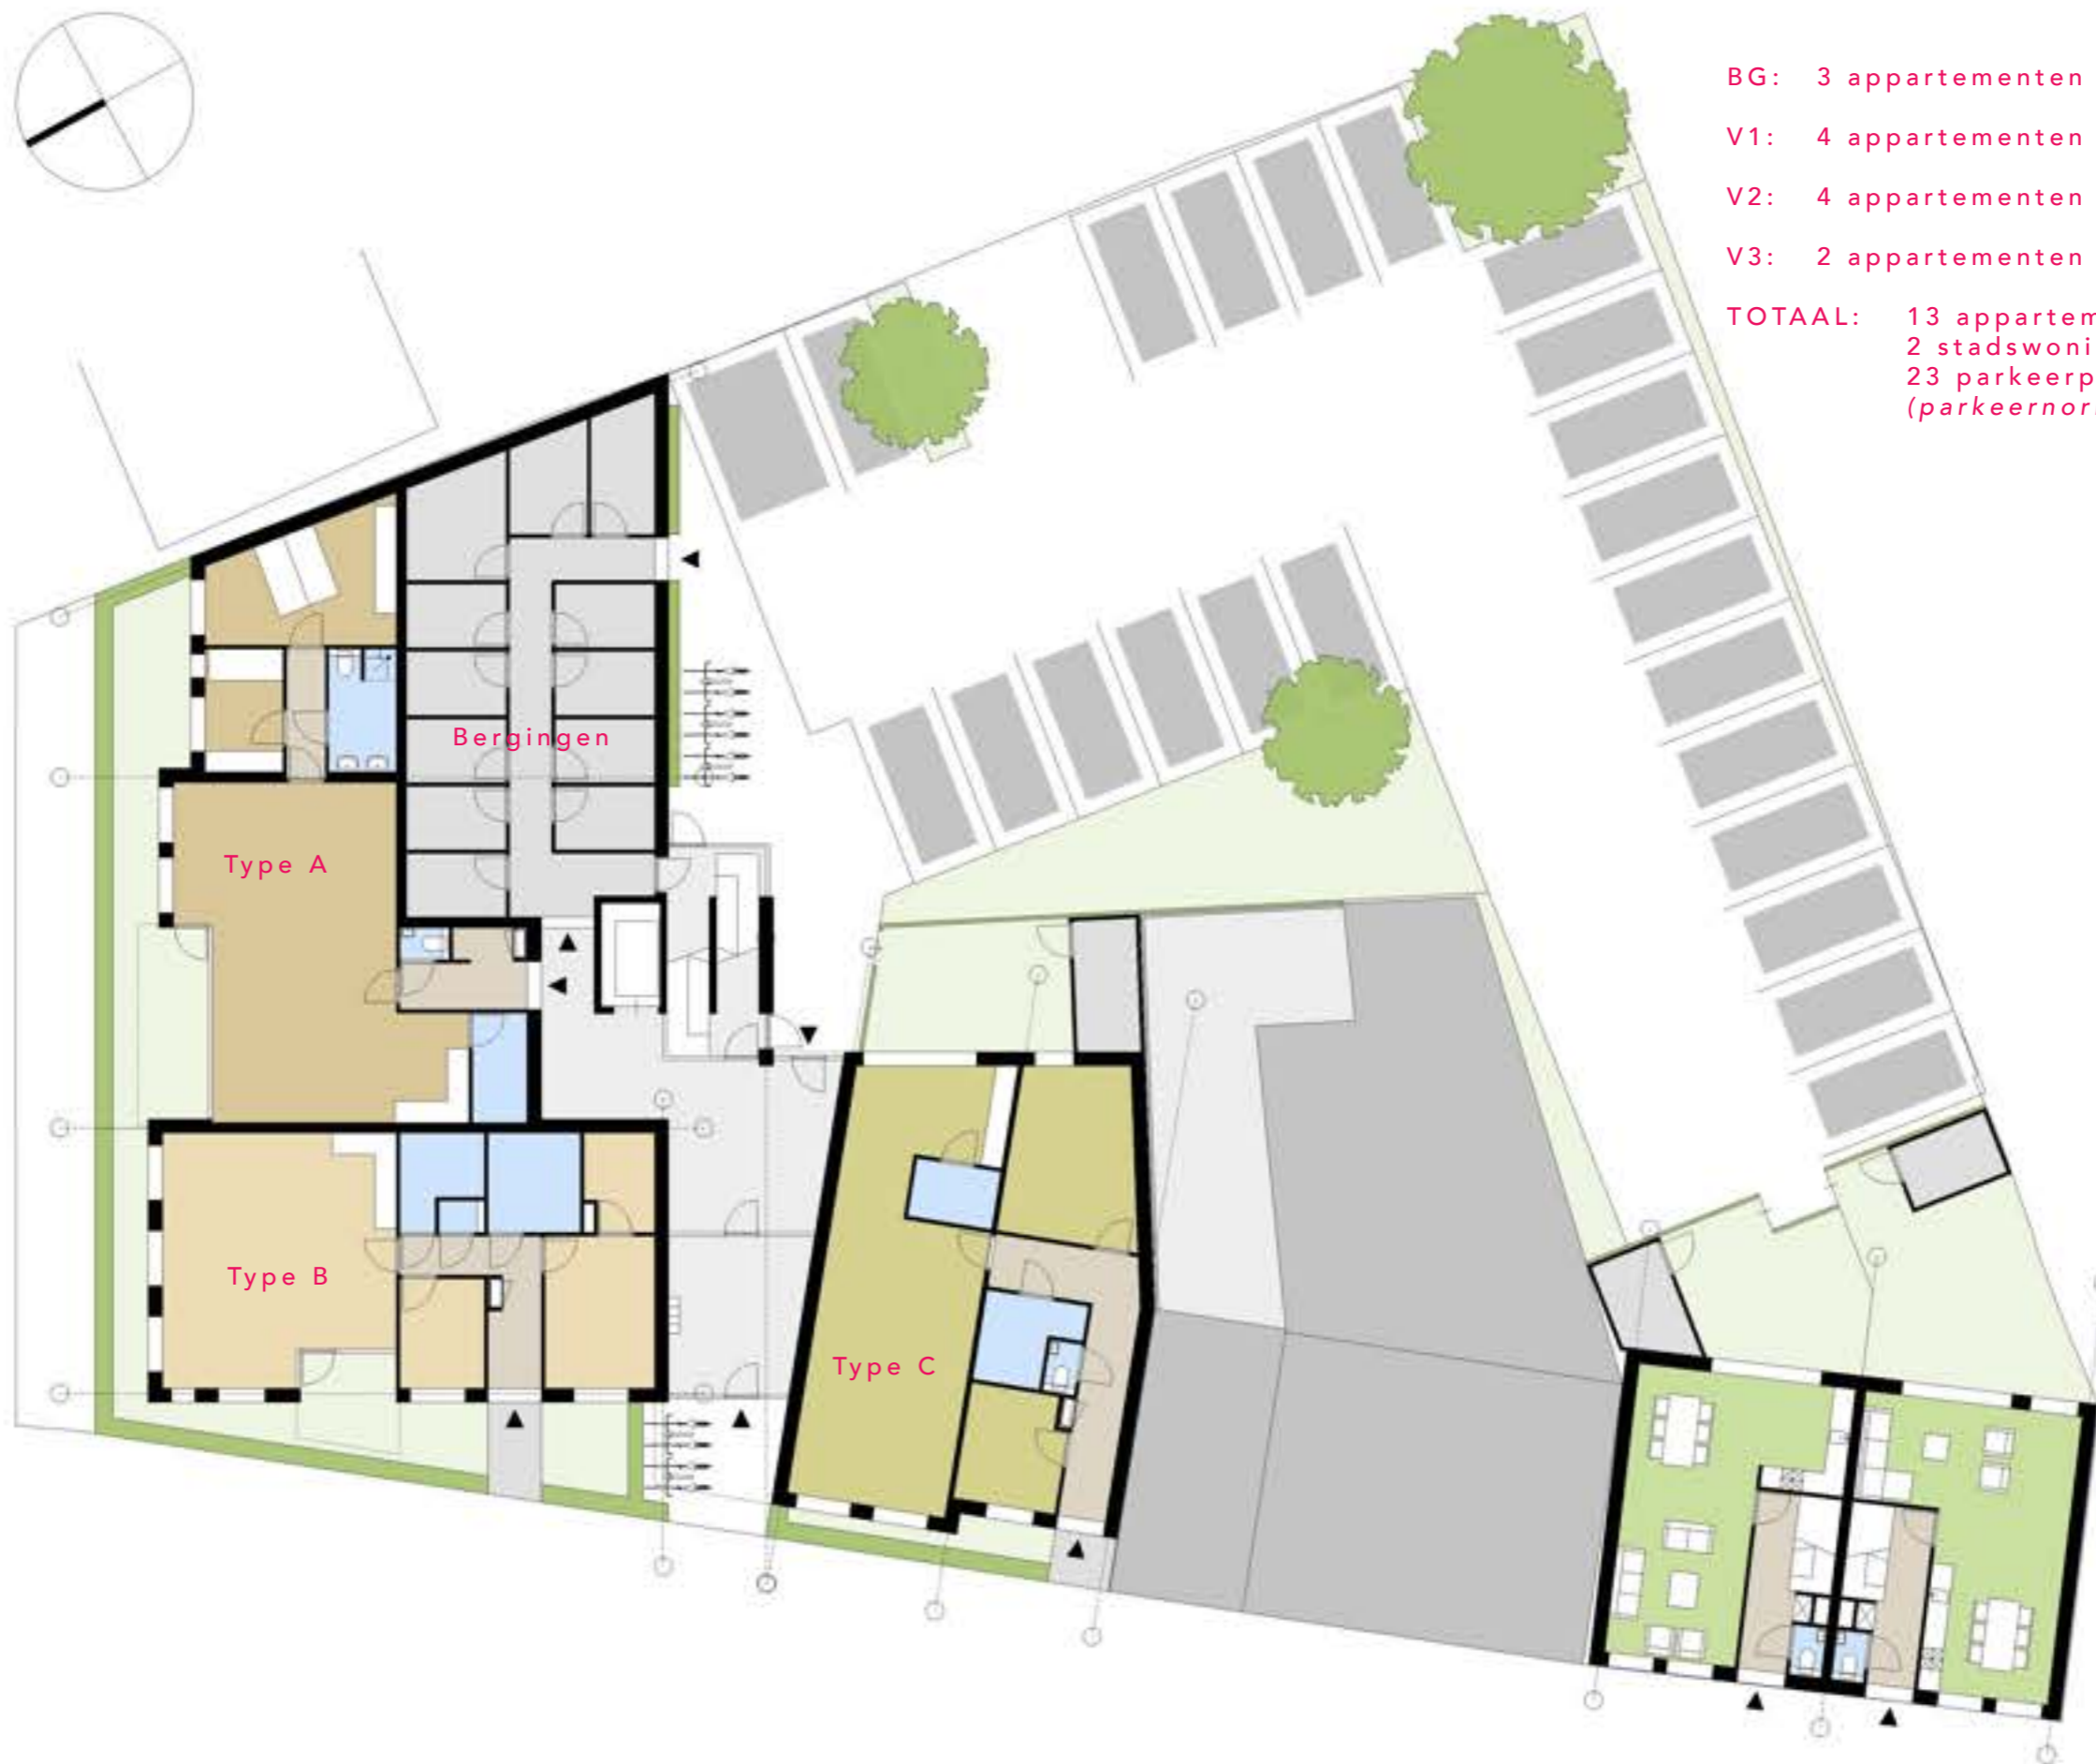 BG: 3 appartementen
V1: 4 appartementen
V2: 4 appartementen
V3: 2 appartementen
TOTAAL: 13 appartem
2 stadswoni
23 parkeerp
(parkeernor
Bergingen
Type A
Type B
Type C